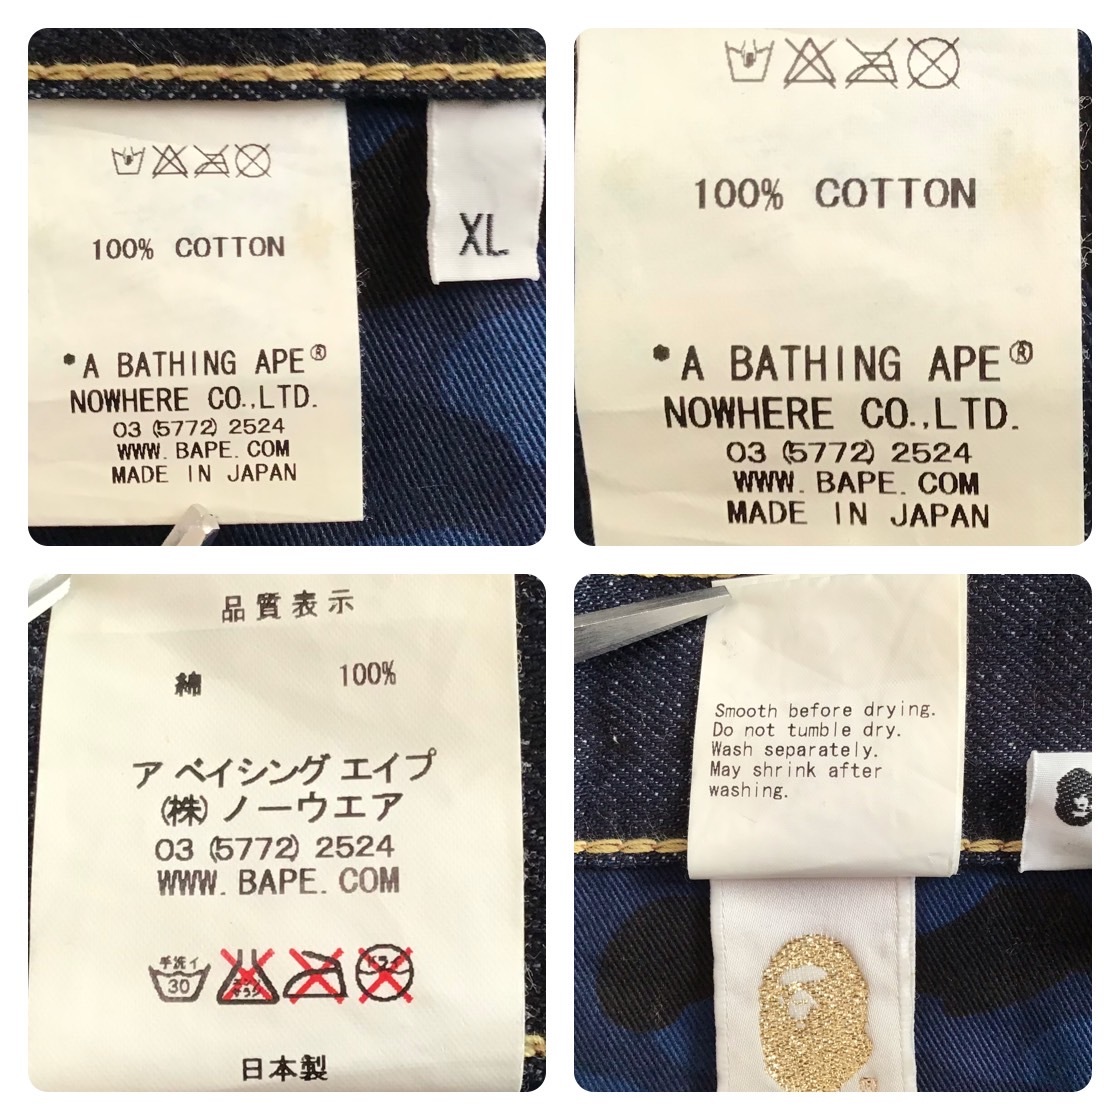 100% COTTON
XL
*A BATHING APE®
NOWHERE CO.,LTD.
03 (5772) 2524
WWW. BAPE. COM
MADE IN JAPAN
100% COTTON
*A BATHING APE®
NOWHERE CO.,LTD.
03 (5772) 2524
WWW. BAPE. COM
MADE IN JAPAN
品質表示
綿 100%
ア ベイシング エイプ
(株) ノーウエア
03 (5772) 2524
WWW. BAPE. COM
手洗イ
30
日本製
Smooth before drying.
Do not tumble dry.
Wash separately.
May shrink after
washing.